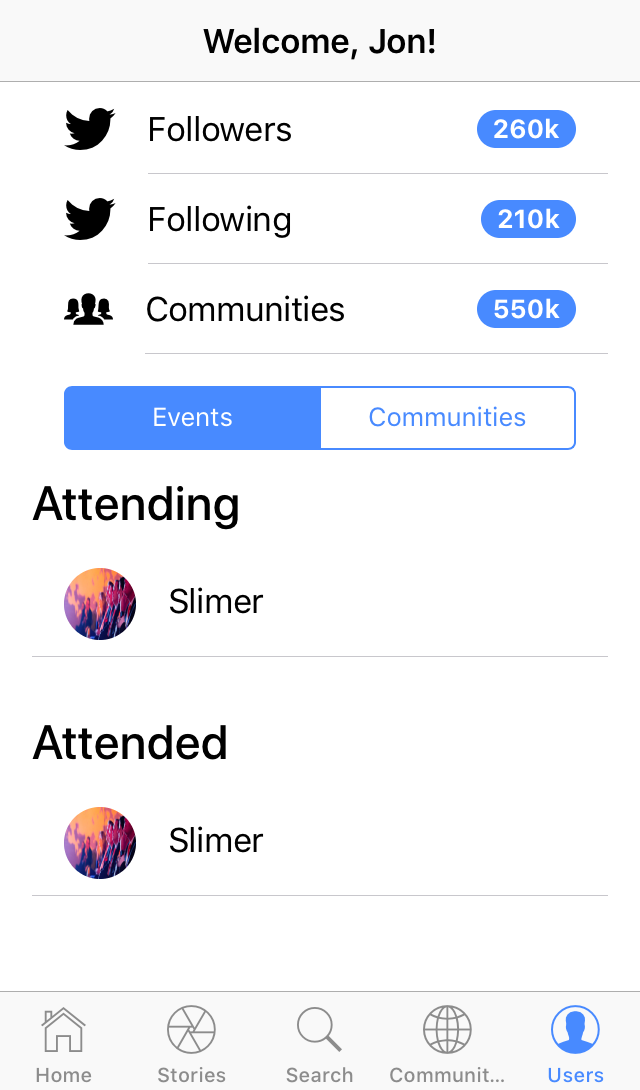 Welcome, Jon!
Followers 260k
Following 210k
Communities 550k
Events Communities
Attending
Slimer
Attended
Slimer
Home Stories Search Communit... Users